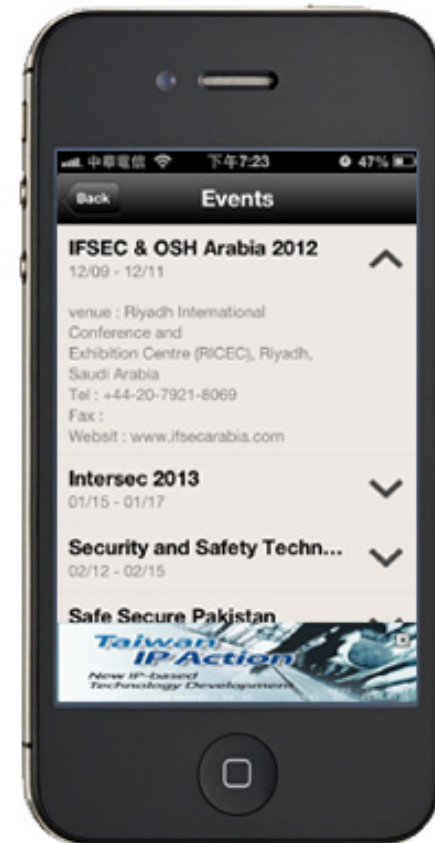 中華電信 下午7:23 47%
Back Events
IFSEC & OSH Arabia 2012
12/09 - 12/11
venue : Riyadh International
Conference and
Exhibition Centre (RICEC), Riyadh,
Saudi Arabia
Tel : +44-20-7921-8069
Fax :
Websit : www.ifsecarabia.com
Intersec 2013
01/15 - 01/17
Security and Safety Techn...
02/12 - 02/15
Safe Secure Pakistan
Taiwan
IP Action
New IP-based
Technology Development